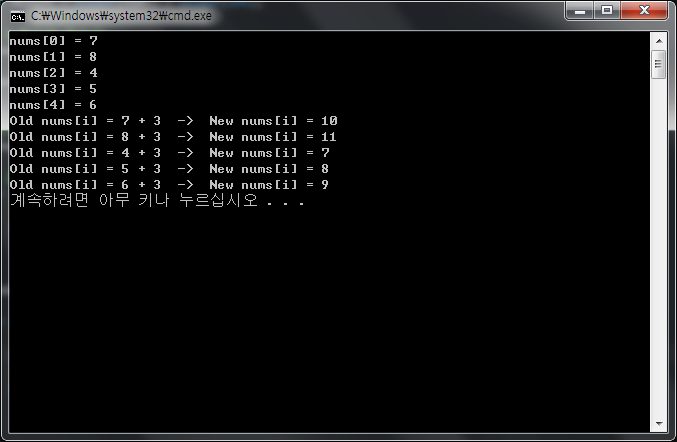 C:\Windows\system32\cmd.exe
nums[0] = 7
nums[1] = 8
nums[2] = 4
nums[3] = 5
nums[4] = 6
Old nums[i] = 7 + 3  ->  New nums[i] = 10
Old nums[i] = 8 + 3  ->  New nums[i] = 11
Old nums[i] = 4 + 3  ->  New nums[i] = 7
Old nums[i] = 5 + 3  ->  New nums[i] = 8
Old nums[i] = 6 + 3  ->  New nums[i] = 9
계속하려면 아무 키나 누르십시오 . . .